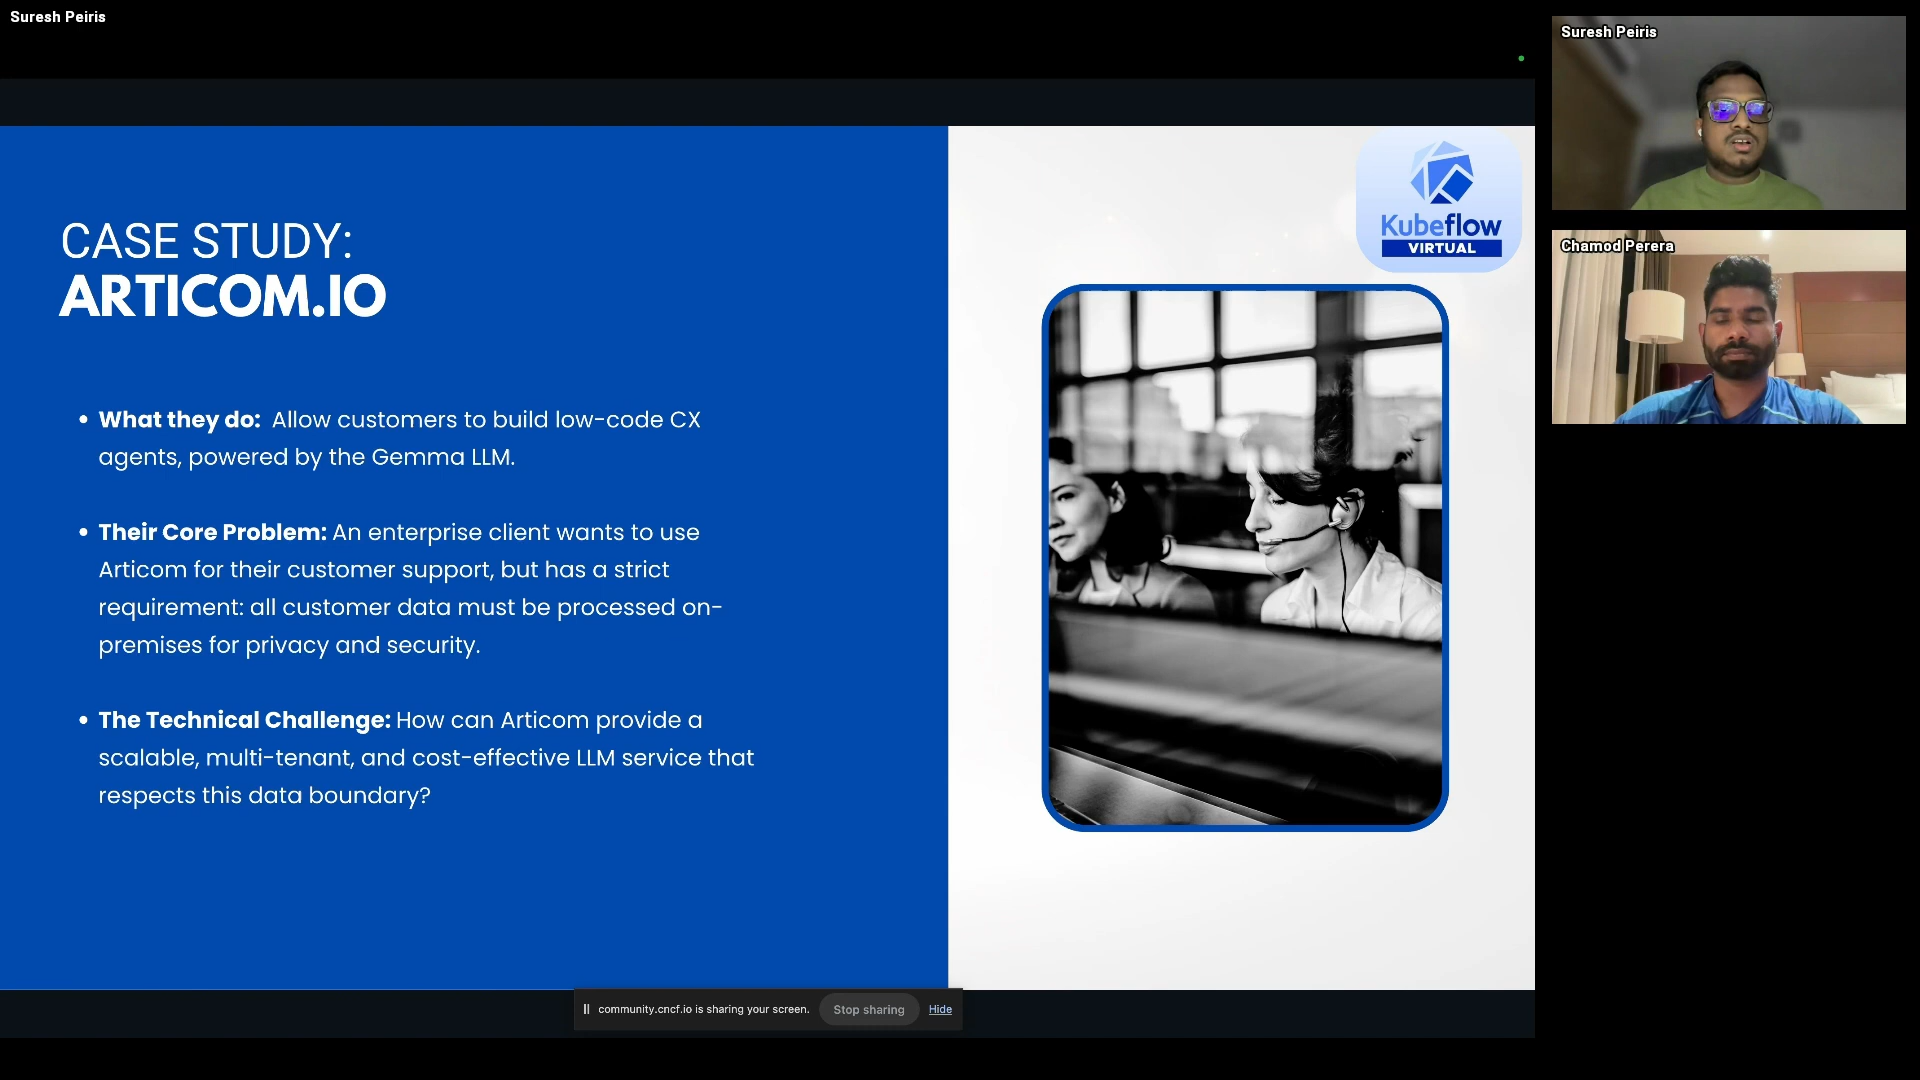 Suresh Peiris
Suresh Peiris
Chamod Perera
Kubeflow
VIRTUAL
CASE STUDY:
ARTICOM.IO
• What they do:  Allow customers to build low-code CX
agents, powered by the Gemma LLM.
• Their Core Problem: An enterprise client wants to use
Articom for their customer support, but has a strict
requirement: all customer data must be processed on-
premises for privacy and security.
• The Technical Challenge: How can Articom provide a
scalable, multi-tenant, and cost-effective LLM service that
respects this data boundary?
community.cncf.io is sharing your screen.
Stop sharing
Hide